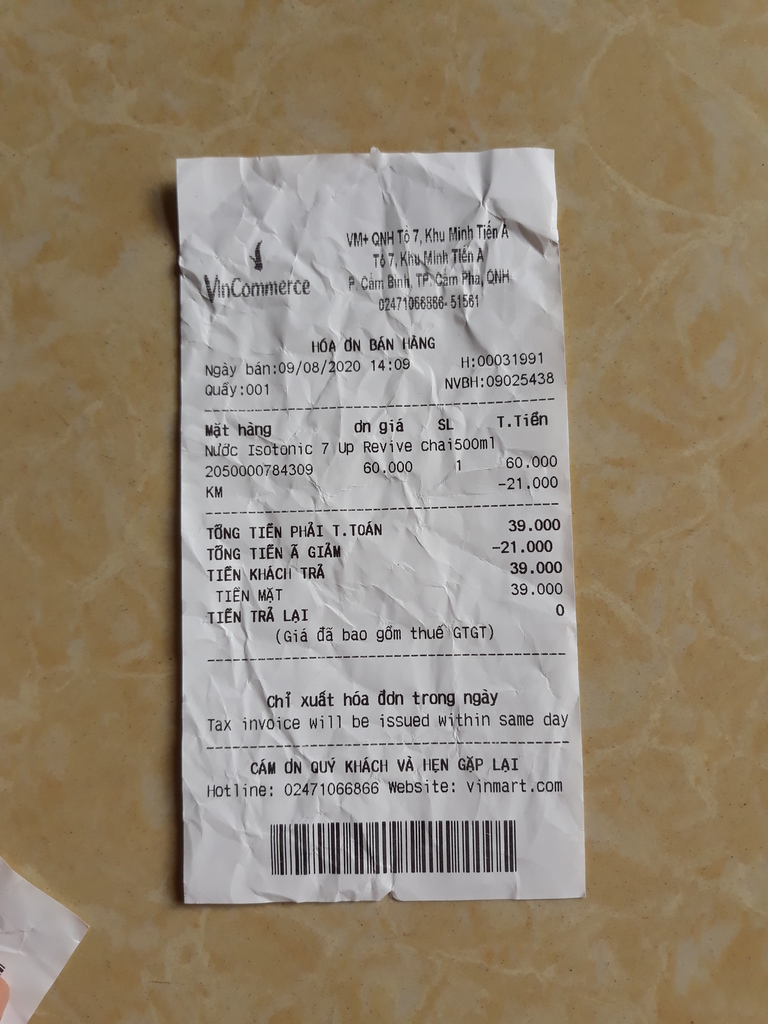 VinCommerce
VM+ QNH Tổ 7, Khu Minh Tiến A
Tổ 7, Khu Minh Tiến A
P. Cẩm Bình, TP. Cẩm Phả, QNH
02471066866-51561
HÓA ƠN BÁN HÀNG
Ngày bán:09/08/2020 14:09 H:00031991
Quầy:001 NVBH:09025438
Mặt hàng ơn giá SL T.Tiền
Nước Isotonic 7 Up Revive chai500ml
2050000784309 60.000 1 60.000
KM -21.000
TỔNG TIỀN PHẢI T.TOÁN 39.000
TỔNG TIỀN Ã GIẢM -21.000
TIỀN KHÁCH TRẢ 39.000
TIỀN MẶT 39.000
TIỀN TRẢ LẠI 0
(Giá đã bao gồm thuế GTGT)
Chỉ xuất hóa đơn trong ngày
Tax invoice will be issued within same day
CẢM ƠN QUÝ KHÁCH VÀ HẸN GẶP LẠI
Hotline: 02471066866 Website: vinmart.com